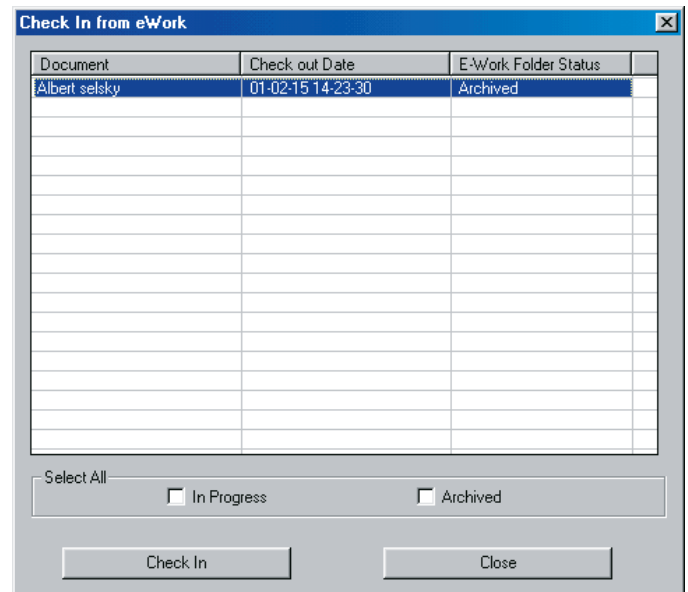 Check In from eWork
Document Check out Date E-Work Folder Status
Albert selsky 01-02-15 14-23-30 Archived
Select All
In Progress Archived
Check In Close